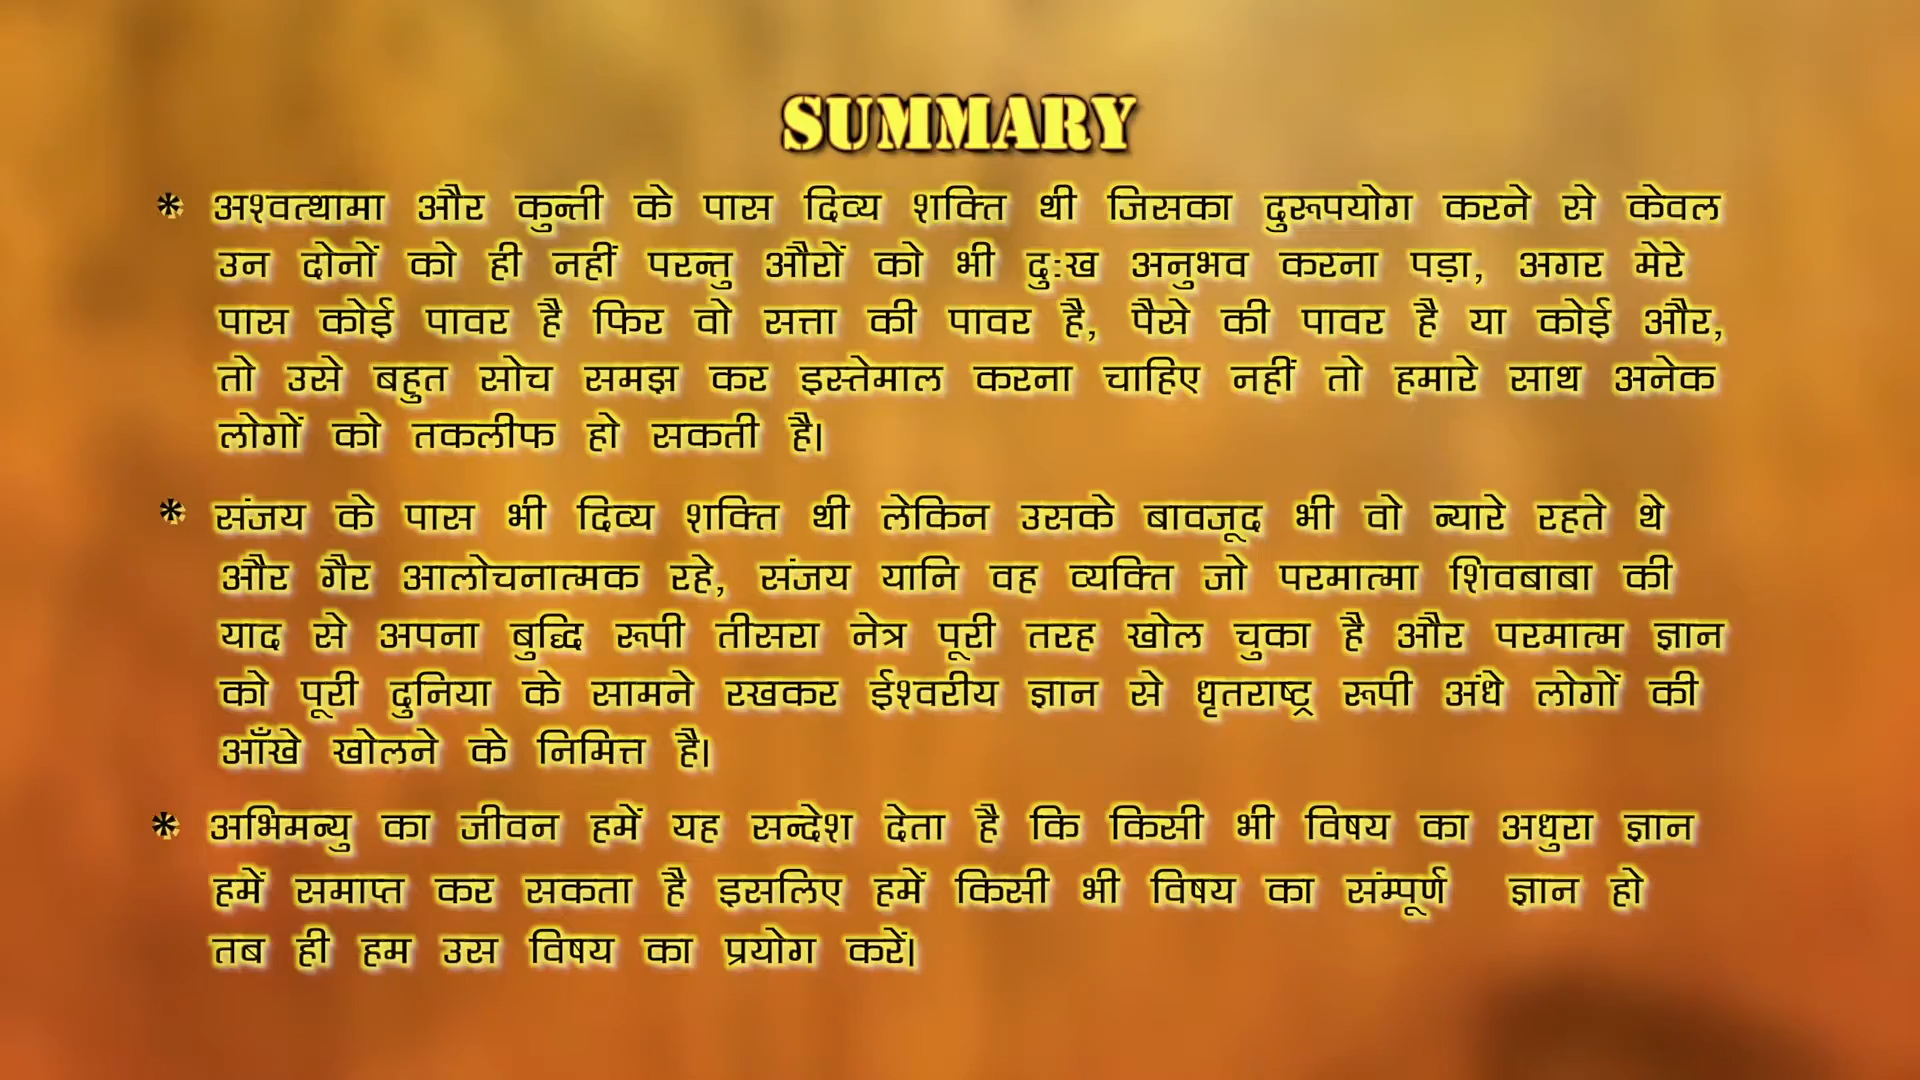 SUMMARY
* अश्वत्थामा और कुन्ती के पास दिव्य शक्ति थी जिसका दुरूपयोग करने से केवल
उन दोनों को ही नहीं परन्तु औरों को भी दुःख अनुभव करना पड़ा, अगर मेरे
पास कोई पावर है फिर वो सत्ता की पावर है, पैसे की पावर है या कोई और,
तो उसे बहुत सोच समझ कर इस्तेमाल करना चाहिए नहीं तो हमारे साथ अनेक
लोगों को तकलीफ हो सकती है।
* संजय के पास भी दिव्य शक्ति थी लेकिन उसके बावजूद भी वो न्यारे रहते थे
और गैर आलोचनात्मक रहे, संजय यानि वह व्यक्ति जो परमात्मा शिवबाबा की
याद से अपना बुद्धि रूपी तीसरा नेत्र पूरी तरह खोल चुका है और परमात्म ज्ञान
को पूरी दुनिया के सामने रखकर ईश्वरीय ज्ञान से धृतराष्ट्र रूपी अंधे लोगों की
आँखे खोलने के निमित्त है।
* अभिमन्यु का जीवन हमें यह सन्देश देता है कि किसी भी विषय का अधुरा ज्ञान
हमें समाप्त कर सकता है इसलिए हमें किसी भी विषय का संम्पूर्ण ज्ञान हो
तब ही हम उस विषय का प्रयोग करें।